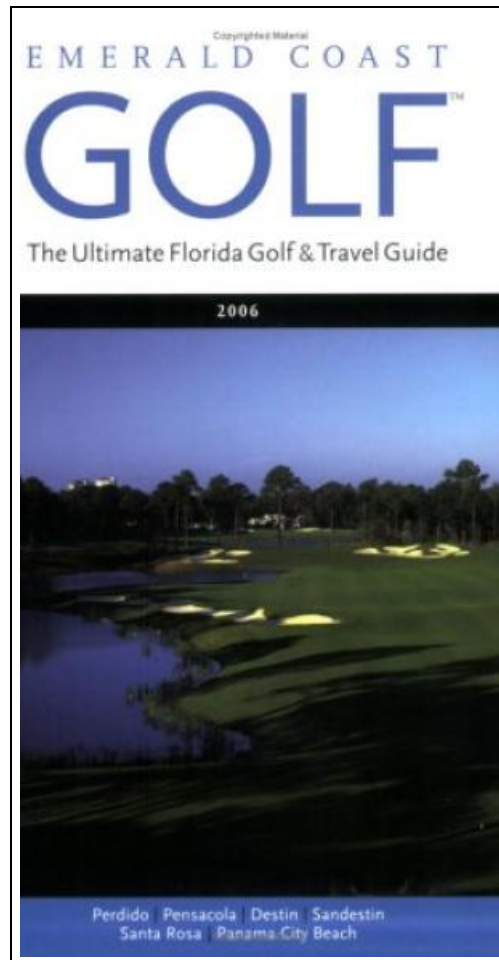 Copyrighted Material
EMERALD COAST
GOLF™
The Ultimate Florida Golf & Travel Guide
2006
Perdido | Pensacola | Destin | Sandestin
Santa Rosa | Panama City Beach